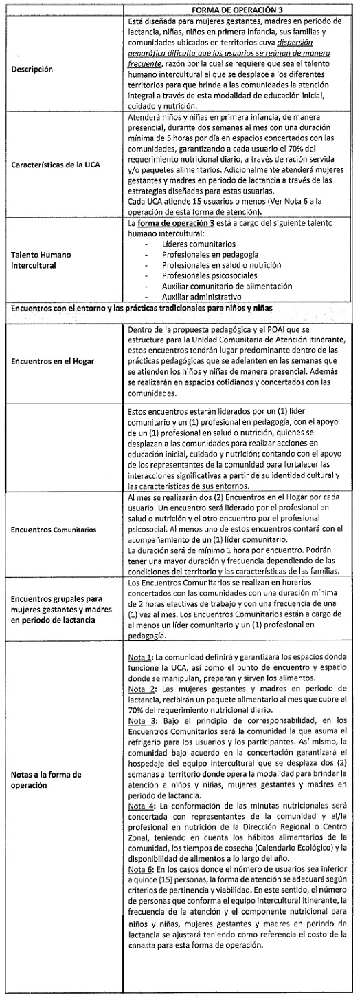 FORMA DE OPERACIÓN 3
Descripción
Está diseñada para mujeres gestantes, madres en periodo de
lactancia, niñas, niños en primera infancia, sus familias y
comunidades ubicados en territorios cuya dispersión
geográfica dificulta que los usuarios se reúnan de manera
frecuente, razón por la cual se requiere que sea el talento
humano intercultural el que se desplace a los diferentes
territorios para que brinde a las comunidades la atención
integral a través de esta modalidad de educación inicial,
cuidado y nutrición.
Características de la UCA
Atenderá niños y niñas en primera infancia, de manera
presencial, durante dos semanas al mes con una duración
mínima de 5 horas por día en espacios concertados con las
comunidades, garantizando a cada usuario el 70% del
requerimiento nutricional diario, a través de ración servida
y/o paquetes alimentarios. Adicionalmente atenderá mujeres
gestantes y madres en periodo de lactancia a través de las
estrategias diseñadas para estas usuarias.
Cada UCA atiende 15 usuarios o menos (Ver Nota 6 a la
operación de esta forma de atención).
Talento Humano
Intercultural
La forma de operación 3 está a cargo del siguiente talento
humano intercultural:
- Líderes comunitarios
- Profesionales en pedagogía
- Profesionales en salud o nutrición
- Profesionales psicosociales
- Auxiliar comunitario de alimentación
- Auxiliar administrativo
Encuentros con el entorno y las prácticas tradicionales para niños y niñas
Encuentros en el Hogar
Dentro de la propuesta pedagógica y el POAI que se
estructure para la Unidad Comunitaria de Atención Itinerante,
estos encuentros tendrán lugar predominante dentro de las
prácticas pedagógicas que se adelanten en las semanas que
se atienden los niños y niñas de manera presencial. Además
se realizarán en espacios cotidianos y concertados con las
comunidades.
Estos encuentros estarán liderados por un (1) líder
comunitario y un (1) profesional en pedagogía, con el apoyo
de un (1) profesional en salud o nutrición, quienes se
desplazan a las comunidades para realizar acciones en
educación inicial, cuidado y nutrición; contando con el apoyo
de los representantes de la comunidad para fortalecer las
interacciones significativas a partir de su identidad cultural y
las características de sus entornos.
Encuentros Comunitarios
Al mes se realizarán dos (2) Encuentros en el Hogar por cada
usuario. Un encuentro será liderado por el profesional en
salud o nutrición y el otro encuentro por el profesional
psicosocial. Al menos uno de estos encuentros contará con el
acompañamiento de un (1) líder comunitario.
La duración será de mínimo 1 hora por encuentro. Podrán
tener una mayor duración y frecuencia dependiendo de las
condiciones del territorio y las características de las familias.
Encuentros grupales para
mujeres gestantes y madres
en periodo de lactancia
Los Encuentros Comunitarios se realizan en horarios
concertados con las comunidades con una duración mínima
de 2 horas efectivas de trabajo y con una frecuencia de una
(1) vez al mes. Los Encuentros Comunitarios están a cargo de
al menos un líder comunitario y un (1) profesional en
pedagogía.
Notas a la forma de
operación
Nota 1: La comunidad definirá y garantizará los espacios donde
funcione la UCA, así como el punto de encuentro y espacio
donde se manipulan, preparan y sirven los alimentos.
Nota 2: Las mujeres gestantes y madres en periodo de
lactancia, recibirán un paquete alimentario al mes que cubre el
70% del requerimiento nutricional diario.
Nota 3: Bajo el principio de corresponsabilidad, en los
Encuentros Comunitarios será la comunidad la que asuma el
refrigerio para los usuarios y los participantes. Así mismo, la
comunidad bajo acuerdo en la concertación garantizará el
hospedaje del equipo intercultural que se desplaza dos (2)
semanas al territorio donde opera la modalidad para brindar la
atención a niños y niñas, mujeres gestantes y madres en
periodo de lactancia.
Nota 4: La conformación de las minutas nutricionales será
concertada con representantes de la comunidad y el/la
profesional en nutrición de la Dirección Regional o Centro
Zonal, teniendo en cuenta los hábitos alimentarios de la
comunidad, los tiempos de cosecha (Calendario Ecológico) y la
disponibilidad de alimentos a lo largo del año.
Nota 6: En los casos donde el número de usuarios sea inferior
a quince (15) personas, la forma de atención se adecuará según
criterios de pertinencia y viabilidad. En este sentido, el número
de personas que conforma el equipo intercultural itinerante, la
frecuencia de la atención y el componente nutricional para
niños y niñas, mujeres gestantes y madres en periodo de
lactancia se ajustará teniendo como referencia el costo de la
canasta para esta forma de operación.